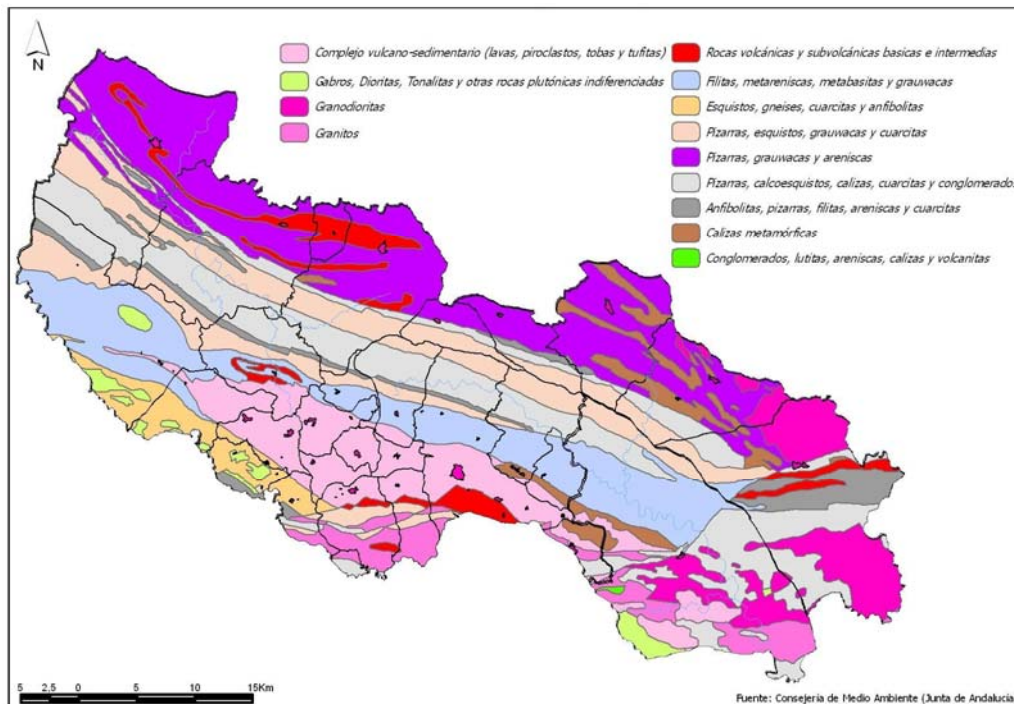 N
Complejo vulcano-sedimentario (lavas, piroclastos, tobas y tufitas)
Gabros, Dioritas, Tonalitas y otras rocas plutónicas indiferenciadas
Granodioritas
Granitos
Rocas volcánicas y subvolcánicas basicas e intermedias
Filitas, metareniscas, metabasitas y grauwacas
Esquistos, gneises, cuarcitas y anfibolitas
Pizarras, esquistos, grauwacas y cuarcitas
Pizarras, grauwacas y areniscas
Pizarras, calcoesquistos, calizas, cuarcitas y conglomerado
Anfibolitas, pizarras, filitas, areniscas y cuarcitas
Calizas metamórficas
Conglomerados, lutitas, areniscas, calizas y volcanitas
5 2,5 0 5 10 15Km
Fuente: Consejería de Medio Ambiente (Junta de Andalucía